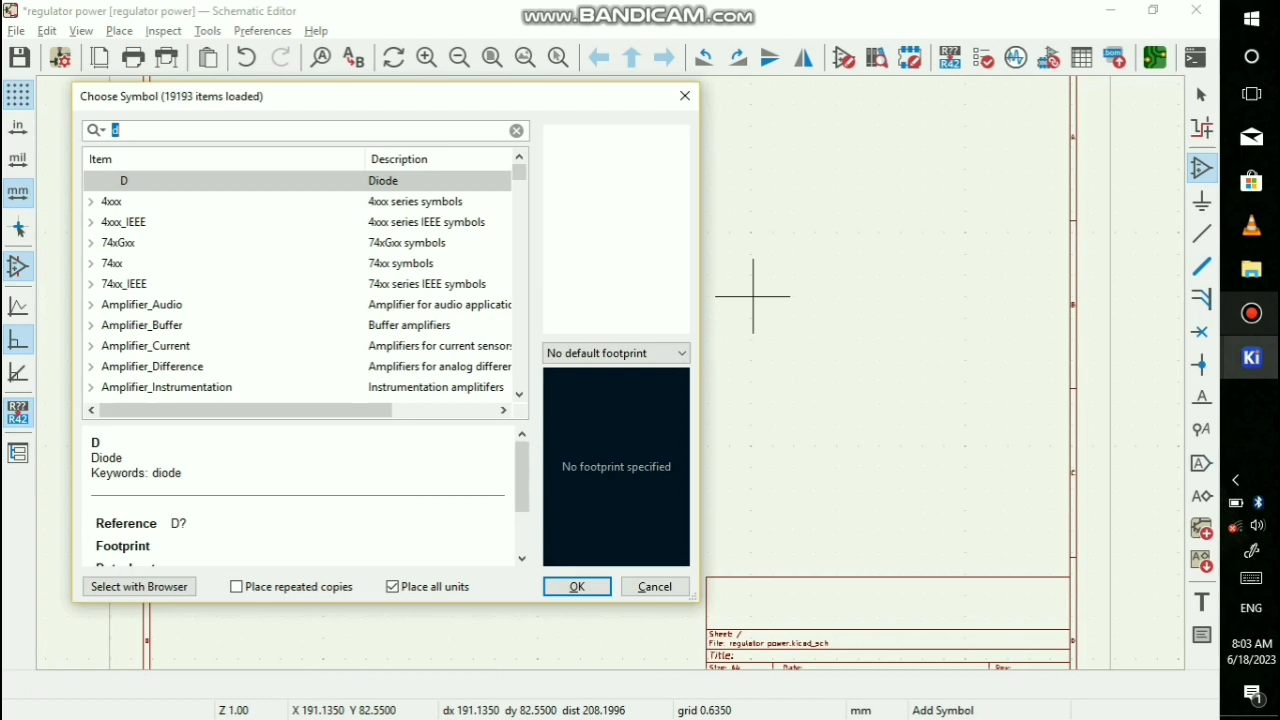 *regulator power [regulator power] — Schematic Editor
www.BANDICAM.com
File Edit View Place Inspect Tools Preferences Help
Choose Symbol (19193 items loaded)
d
Item Description
D Diode
4xxx 4xxx series symbols
4xxx_IEEE 4xxx series IEEE symbols
74xGxx 74xGxx symbols
74xx 74xx symbols
74xx_IEEE 74xx series IEEE symbols
Amplifier_Audio Amplifier for audio applicatic
Amplifier_Buffer Buffer amplifiers
Amplifier_Current Amplifiers for current sensor:
Amplifier_Difference Amplifiers for analog differer
Amplifier_Instrumentation Instrumentation amplitifers
No default footprint
No footprint specified
D
Diode
Keywords: diode
Reference D?
Footprint
Select with Browser
Place repeated copies
Place all units
OK
Cancel
in
mil
mm
R??
R42
R??
R42
bom
A
A
A
A
T
Ki
ENG
8:03 AM
6/18/2023
1
Sheet: /
File: regulator power.kicad_sch
Title:
Size: A4 Date: Rev:
Z 1.00 X 191.1350 Y 82.5500 dx 191.1350 dy 82.5500 dist 208.1996 grid 0.6350 mm Add Symbol